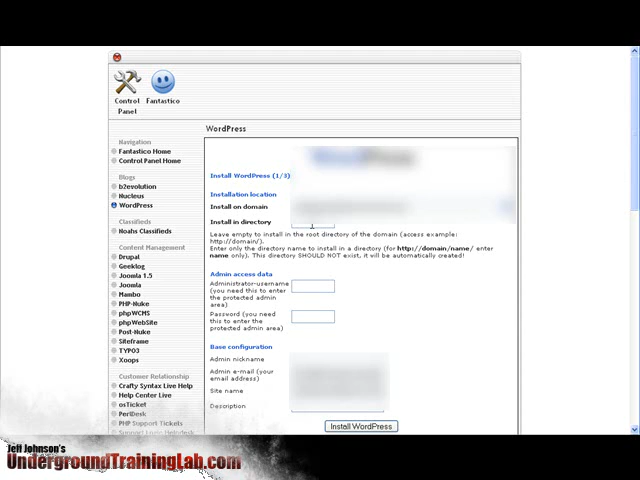 Control Panel
Fantastico
WordPress
Navigation
Fantastico Home
Control Panel Home
Blogs
b2evolution
Nucleus
WordPress
Classifieds
Noahs Classifieds
Content Management
Drupal
Geeklog
Joomla 1.5
Joomla
Mambo
PHP-Nuke
phpWCMS
phpWebSite
Post-Nuke
Siteframe
TYPO3
Xoops
Customer Relationship
Crafty Syntax Live Help
Help Center Live
osTicket
PerlDesk
PHP Support Tickets
Support Logic Helpdesk
Install WordPress (1/3)
Installation location
Install on domain
Install in directory
Leave empty to install in the root directory of the domain (access example:
http://domain/).
Enter only the directory name to install in a directory (for http://domain/name/ enter
name only). This directory SHOULD NOT exist, it will be automatically created!
Admin access data
Administrator-username
(you need this to enter
the protected admin
area)
Password (you need
this to enter the
protected admin area)
Base configuration
Admin nickname
Admin e-mail (your
email address)
Site name
Description
Install WordPress
Jeff Johnson's
UndergroundTrainingLab.com